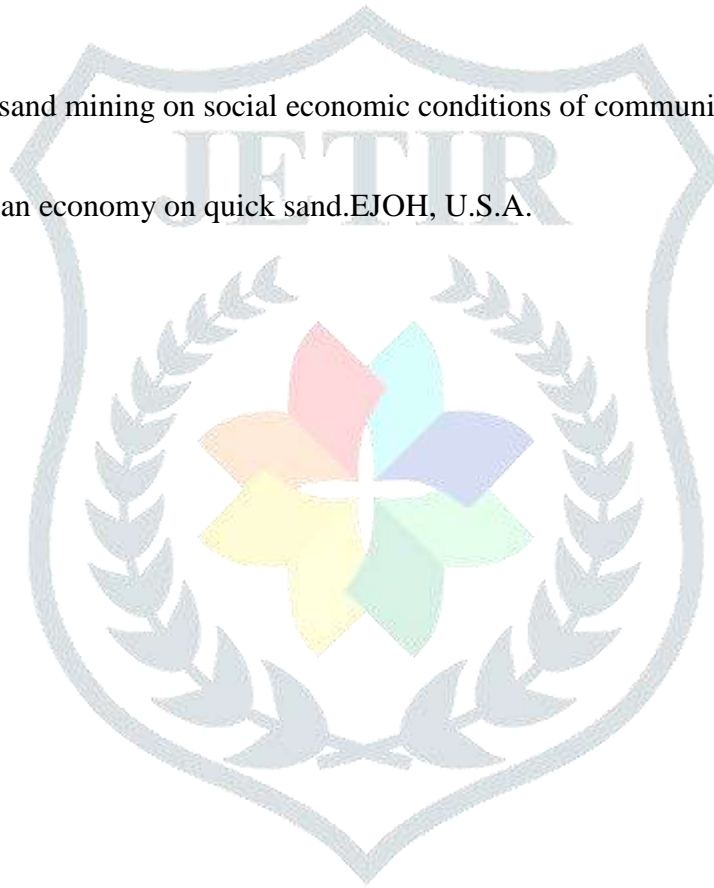 sand mining on social economic conditions of communi
JETIR
an economy on quick sand.EJOH, U.S.A.